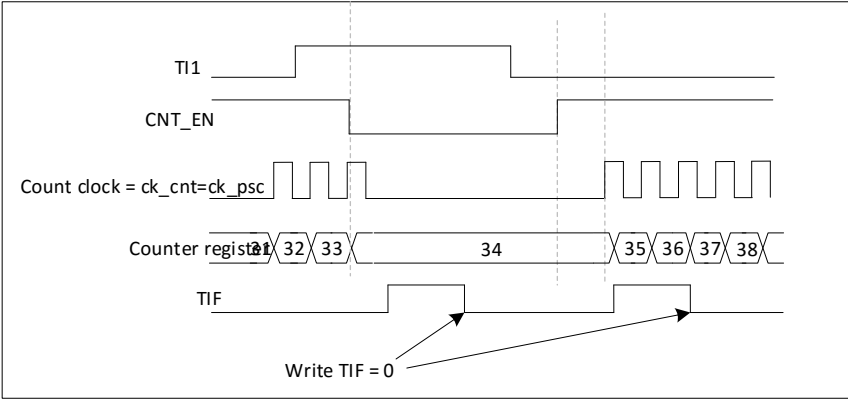 TI1
CNT_EN
Count clock = ck_cnt=ck_psc
Counter register 31 32 33 34 35 36 37 38
TIF
Write TIF = 0